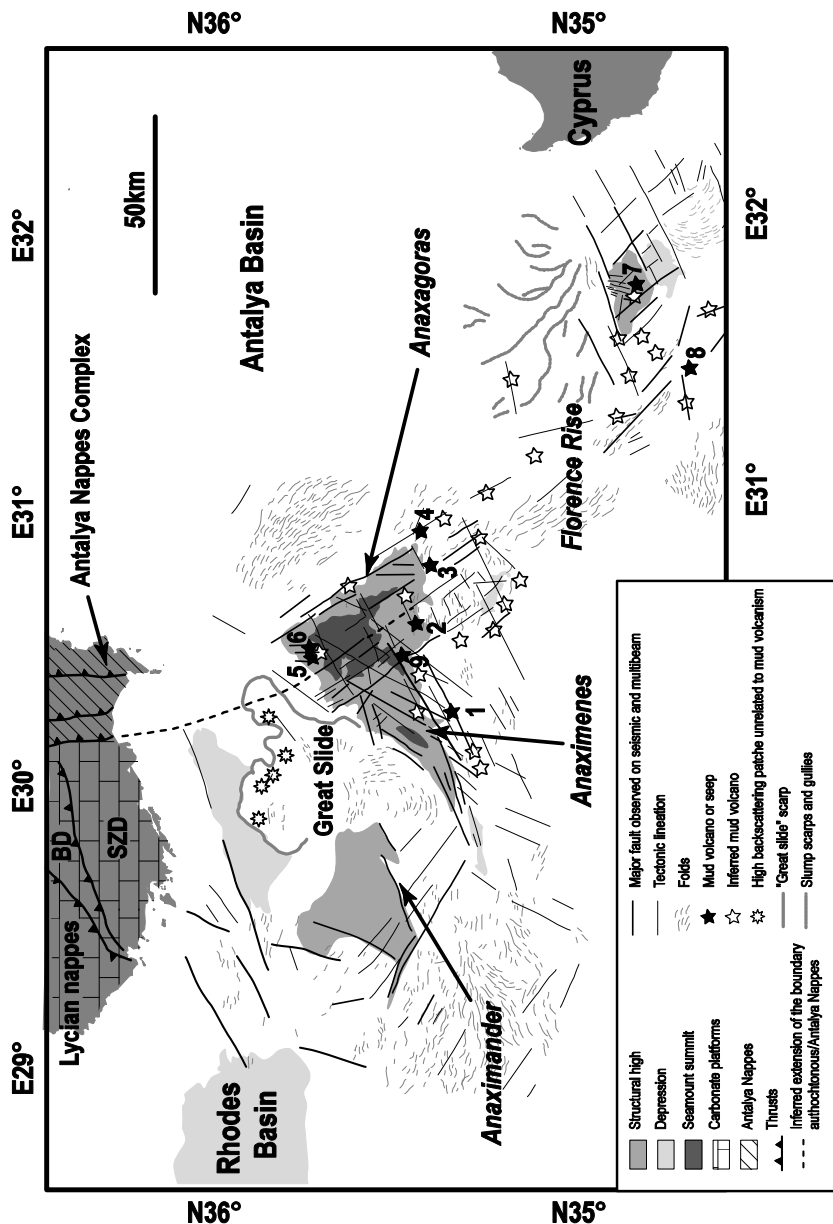 E29°
E30°
E31°
E32°
N36°
N35°
N36°
N35°
E31°
E32°
Lycian nappes
BD
SZD
Antalya Nappes Complex
50km
Antalya Basin
Cyprus
Rhodes
Basin
Great Slide
Anaxagoras
Anaximenes
Anaximander
Florence Rise
1
2
3
4
5
6
7
8
9
Structural high
Depression
Seamount summit
Carbonate platforms
Antalya Nappes
Thrusts
Inferred extension of the boundary
authochtonous/Antalya Nappes
Major fault observed on seismic and multibeam
Tectonic lineation
Folds
Mud volcano or seep
Inferred mud volcano
High backscattering patche unrelated to mud volcanism
"Great slide" scarp
Slump scarps and gullies